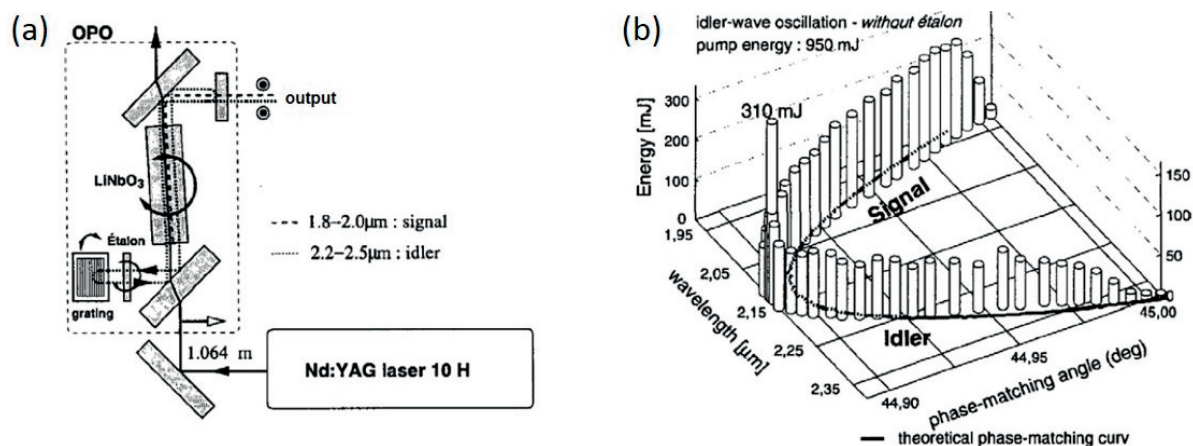 (a)
OPO
output
LiNbO3
Étalon
grating
1.8–2.0μm : signal
2.2–2.5μm : idler
1.064 m
Nd:YAG laser 10 H
(b)
idler-wave oscillation - without étalon
pump energy : 950 mJ
Energy [mJ]
300
200
100
0
310 mJ
Signal
Idler
150
100
50
1,95
2,05
2,15
2,25
2,35
wavelength [μm]
44,90
44,95
45,00
phase-matching angle (deg)
theoretical phase-matching curv